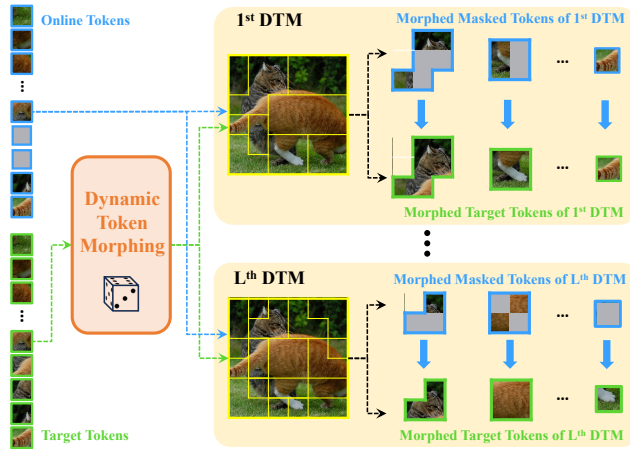 Online Tokens
1st DTM
Morphed Masked Tokens of 1st DTM
...
Dynamic
Token
Morphing
...
Morphed Target Tokens of 1st DTM
Lth DTM
Morphed Masked Tokens of Lth DTM
...
...
Target Tokens
Morphed Target Tokens of Lth DTM